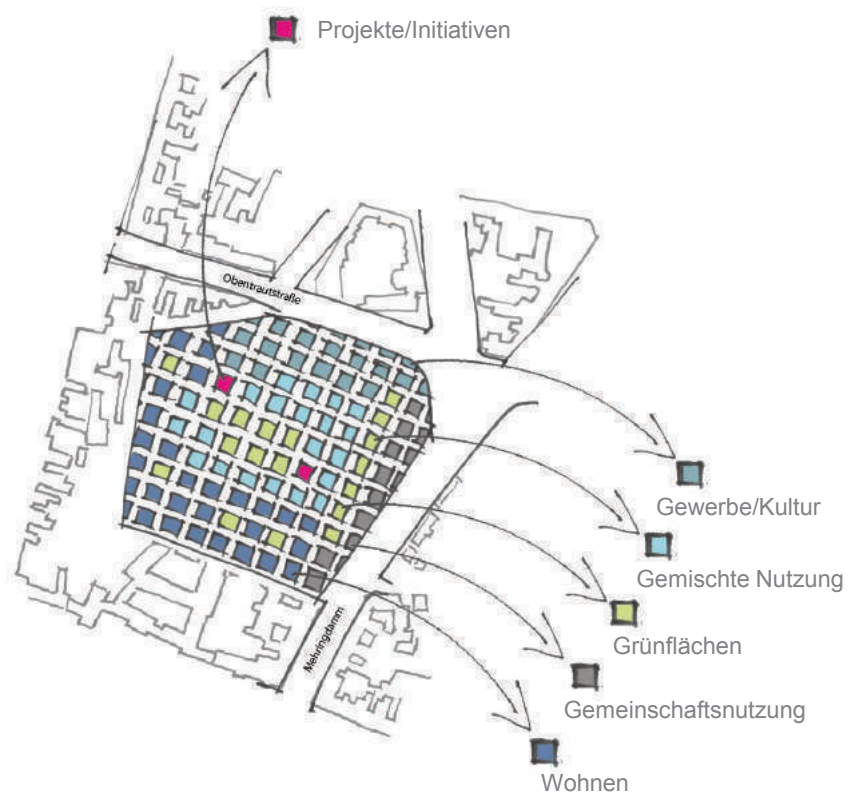 Projekte/Initiativen
Obentrautstraße
Gewerbe/Kultur
Gemischte Nutzung
Grünflächen
Mehringdamm
Gemeinschaftsnutzung
Wohnen